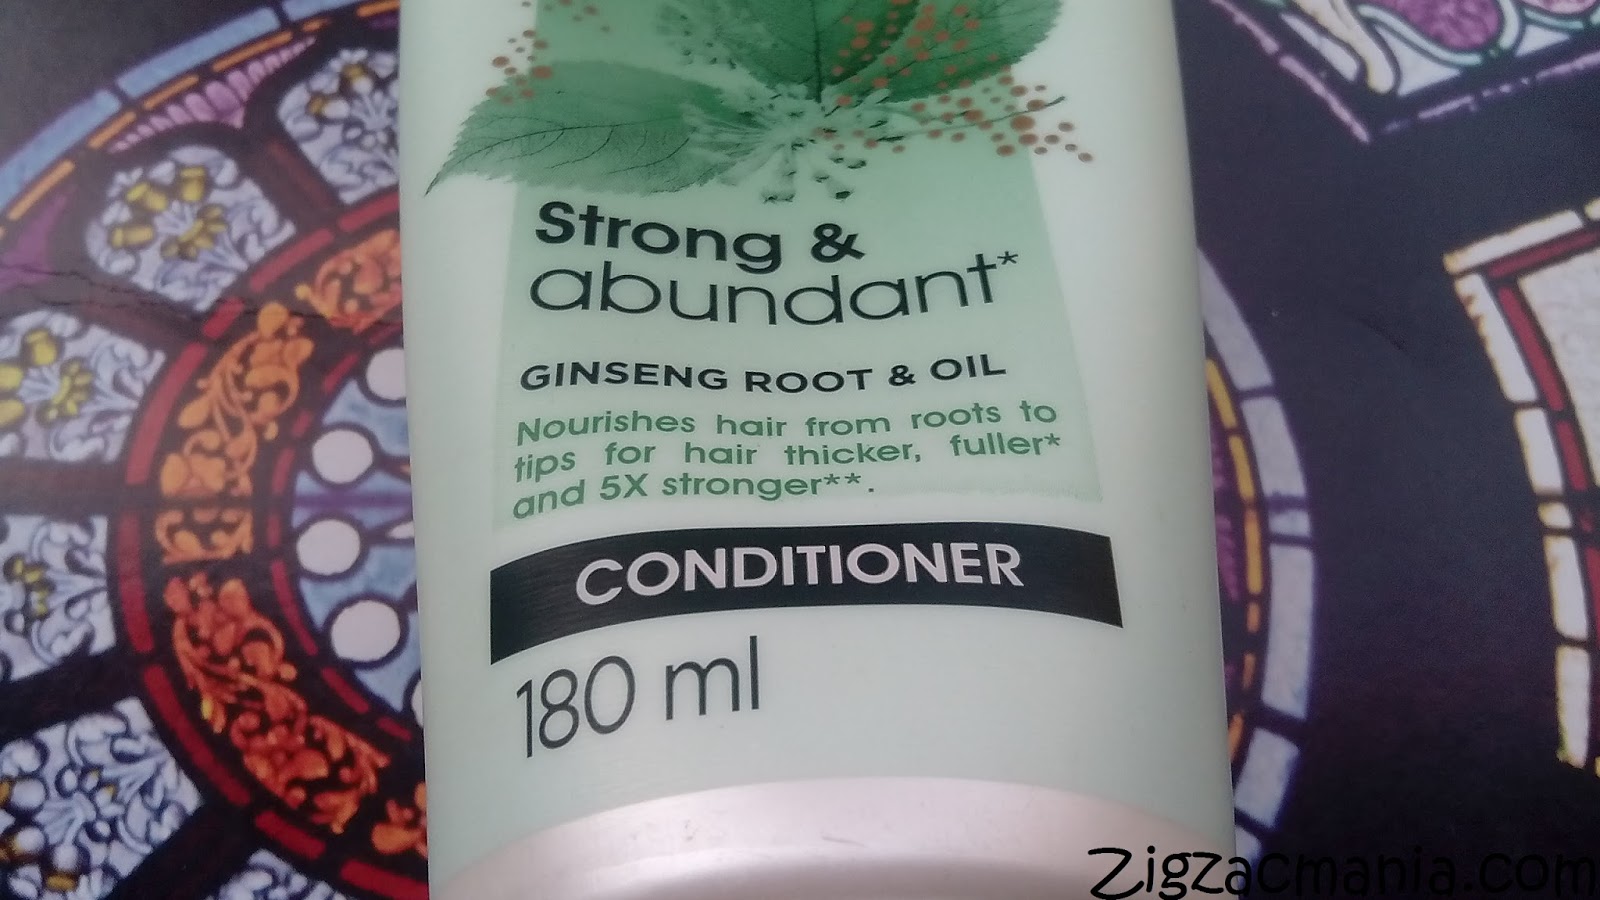 Strong &
abundant*
GINSENG ROOT & OIL
Nourishes hair from roots to
tips for hair thicker, fuller*
and 5X stronger**.
CONDITIONER
180 ml
Zigzacmania.com